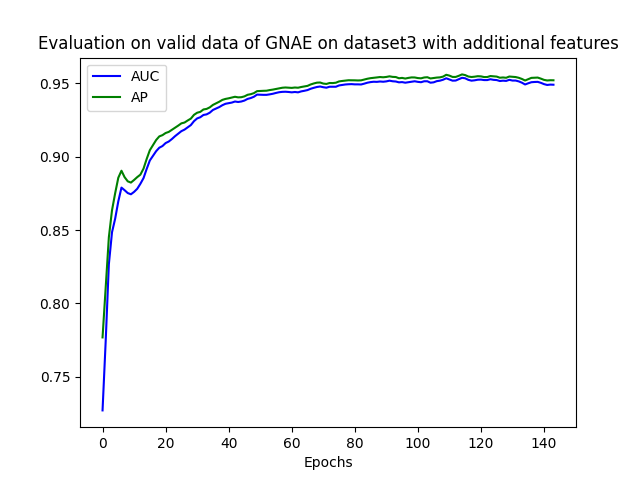 Evaluation on valid data of GNAE on dataset3 with additional features
AUC
AP
0.95
0.90
0.85
0.80
0.75
0 20 40 60 80 100 120 140
Epochs